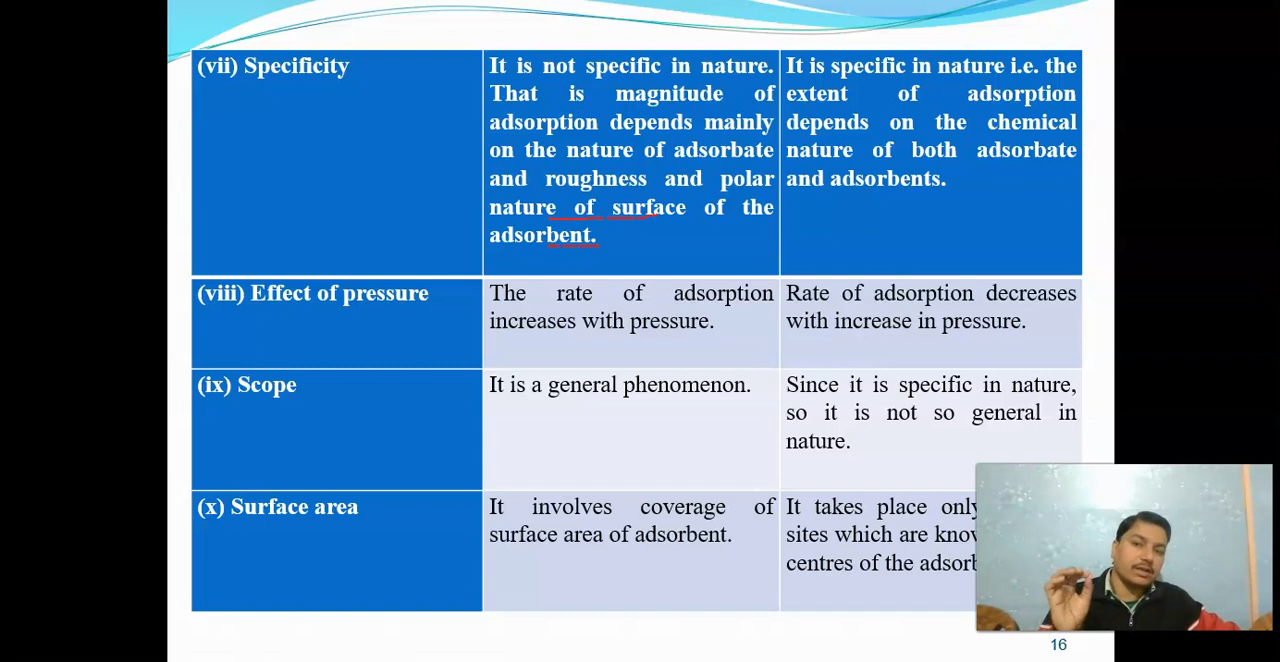 (vii) Specificity
It is not specific in nature.
That is magnitude of
adsorption depends mainly
on the nature of adsorbate
and roughness and polar
nature of surface of the
adsorbent.
It is specific in nature i.e. the
extent of adsorption
depends on the chemical
nature of both adsorbate
and adsorbents.
(viii) Effect of pressure
The rate of adsorption
increases with pressure.
Rate of adsorption decreases
with increase in pressure.
(ix) Scope
It is a general phenomenon.
Since it is specific in nature,
so it is not so general in
nature.
(x) Surface area
It involves coverage of
surface area of adsorbent.
It takes place only
sites which are
centres of the
16